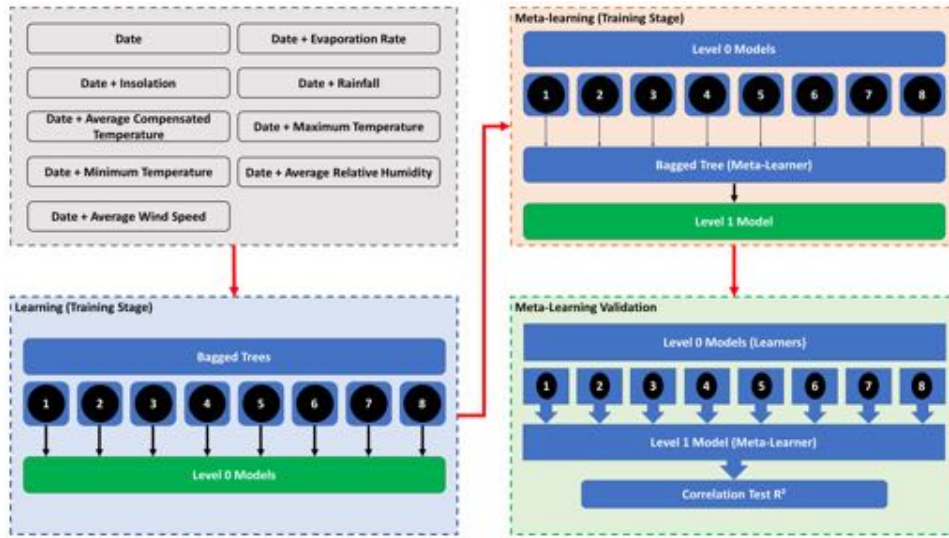 Date
Date + Evaporation Rate
Date + Insolation
Date + Rainfall
Date + Average Compensated
Temperature
Date + Maximum Temperature
Date + Minimum Temperature
Date + Average Relative Humidity
Date + Average Wind Speed
Learning (Training Stage)
Bagged Trees
1 2 3 4 5 6 7 8
Level 0 Models
Meta-learning (Training Stage)
Level 0 Models
1 2 3 4 5 6 7 8
Bagged Tree (Meta-Learner)
Level 1 Model
Meta-Learning Validation
Level 0 Models (Learners)
1 2 3 4 5 6 7 8
Level 1 Model (Meta-Learner)
Correlation Test R²